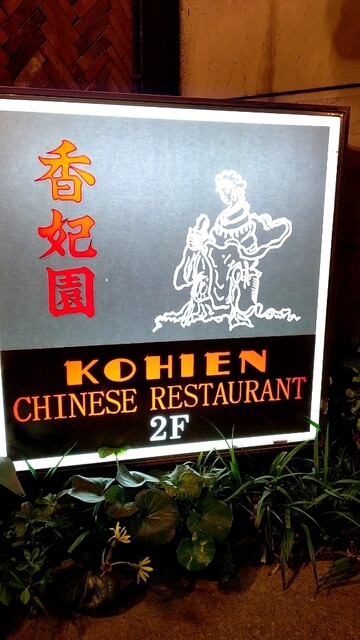 香妃園
KOHIEN
CHINESE RESTAURANT
2F